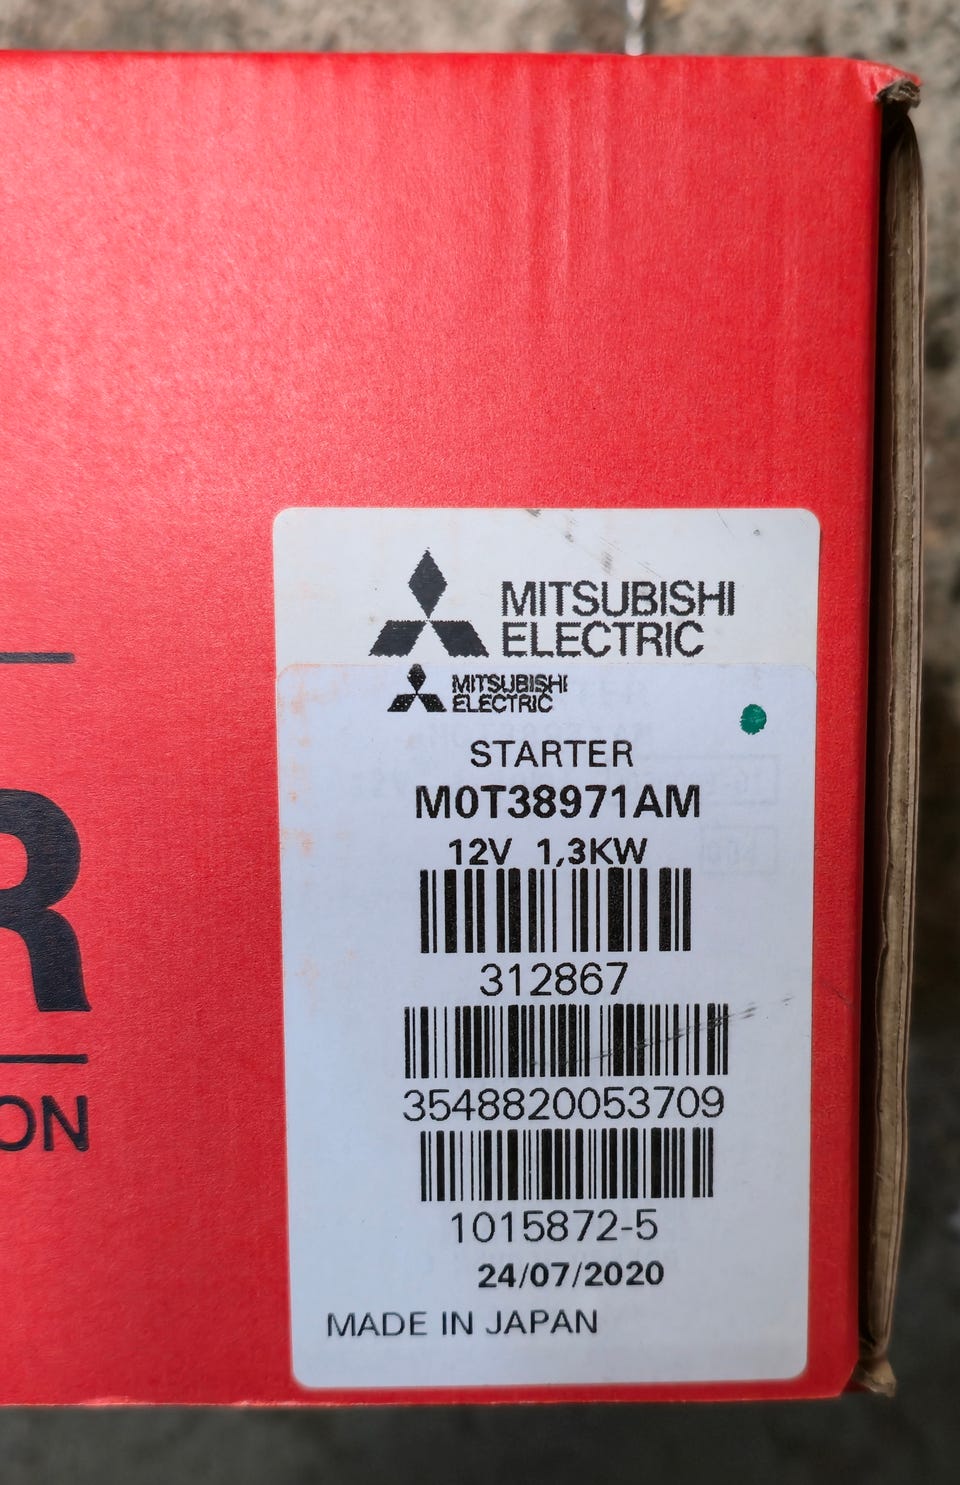 R
ON
MITSUBISHI
ELECTRIC
MITSUBISHI
ELECTRIC
STARTER
M0T38971AM
12V 1,3KW
312867
3548820053709
1015872-5
24/07/2020
MADE IN JAPAN